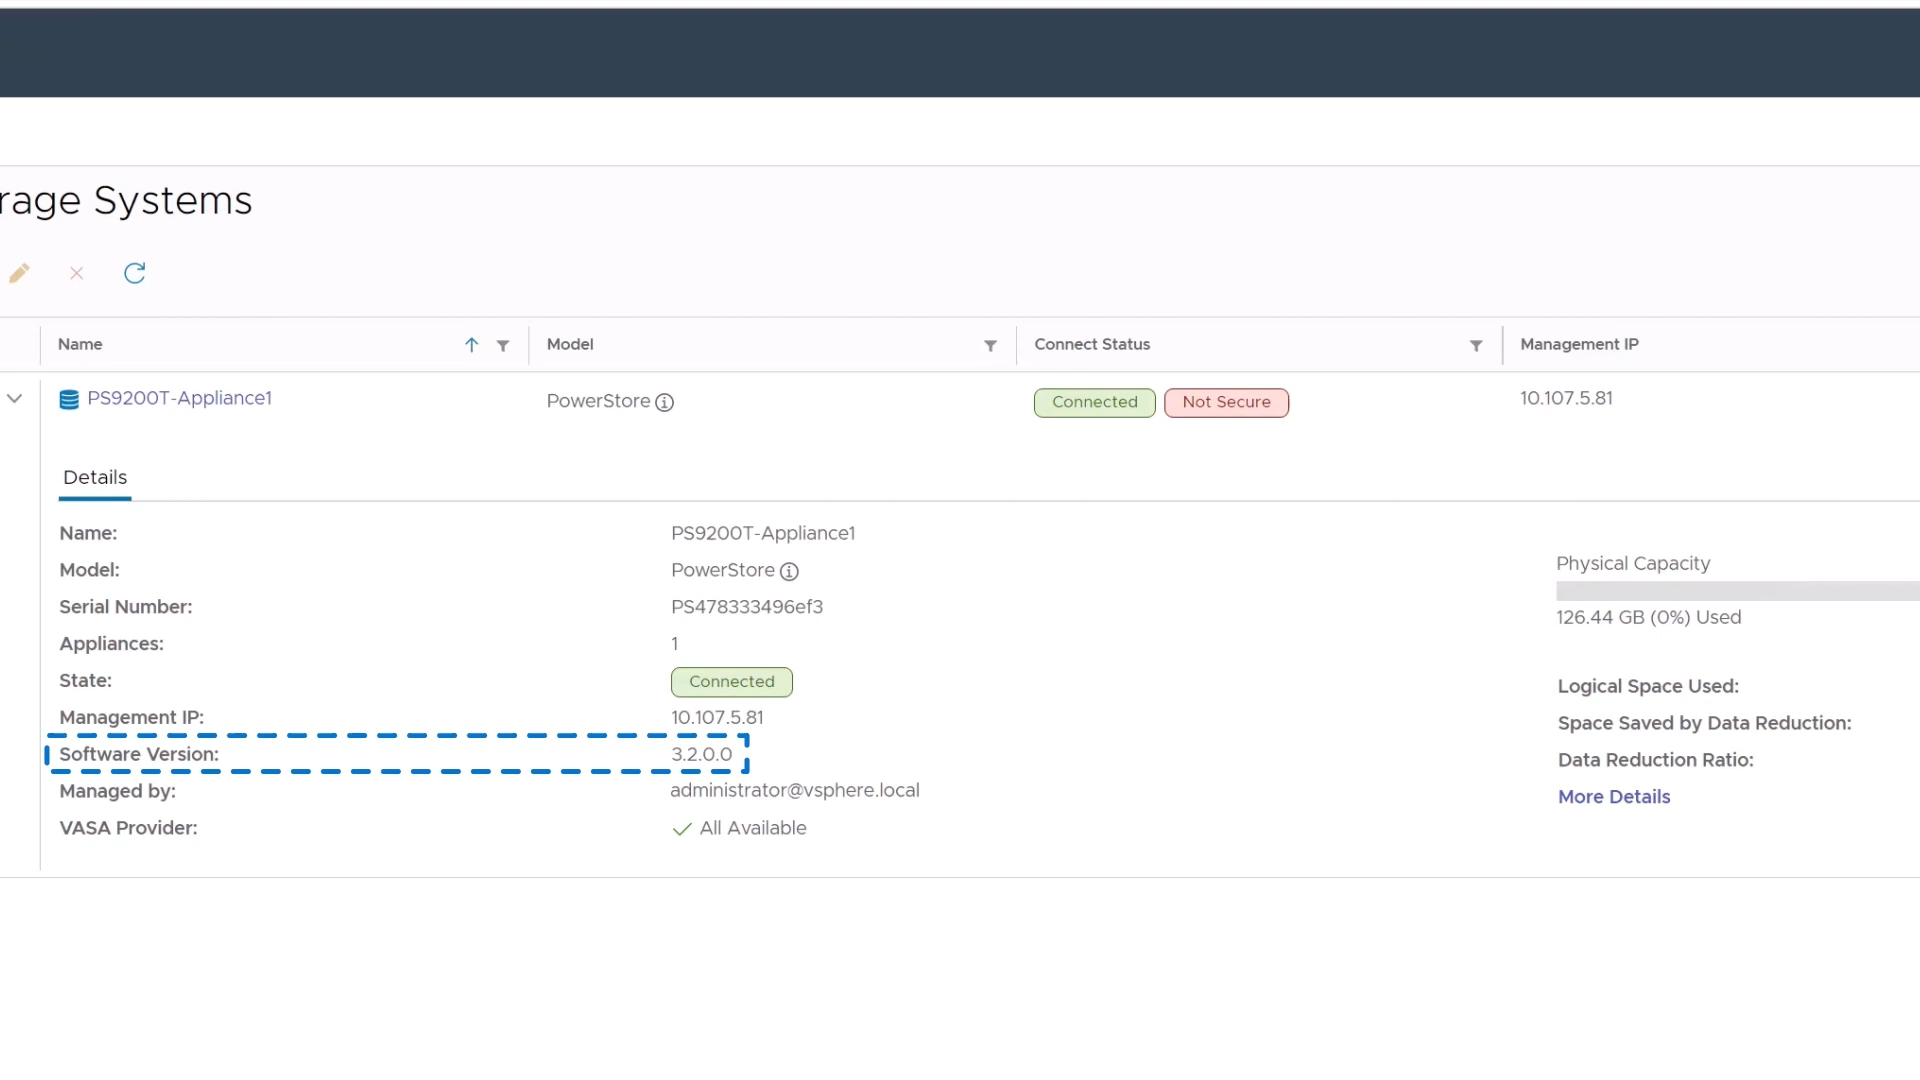 rage Systems
Name Model Connect Status Management IP
PS9200T-Appliance1 PowerStore Connected Not Secure 10.107.5.81
Details
Name: PS9200T-Appliance1
Model: PowerStore
Serial Number: PS478333496ef3
Appliances: 1
State: Connected
Management IP: 10.107.5.81
Software Version: 3.2.0.0
Managed by: administrator@vsphere.local
VASA Provider: All Available
Physical Capacity
126.44 GB (0%) Used
Logical Space Used:
Space Saved by Data Reduction:
Data Reduction Ratio:
More Details